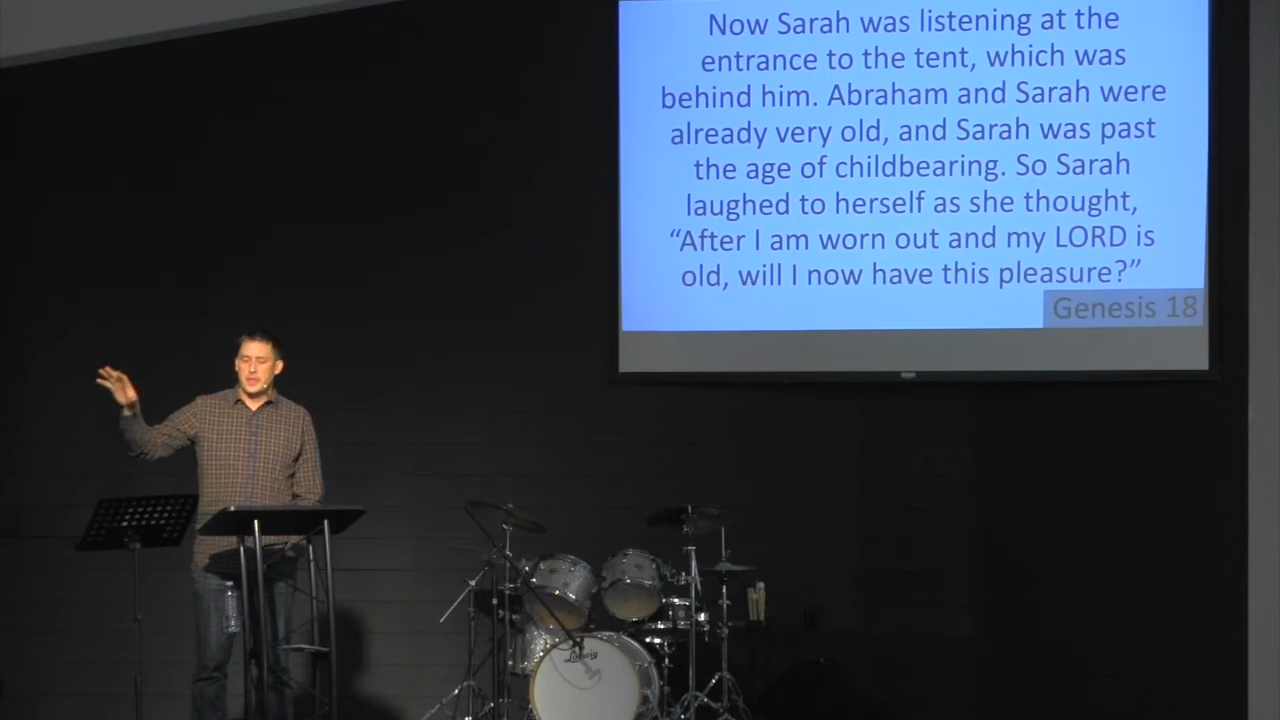 Now Sarah was listening at the
entrance to the tent, which was
behind him. Abraham and Sarah were
already very old, and Sarah was past
the age of childbearing. So Sarah
laughed to herself as she thought,
“After I am worn out and my LORD is
old, will I now have this pleasure?”
Genesis 18
Ludwig